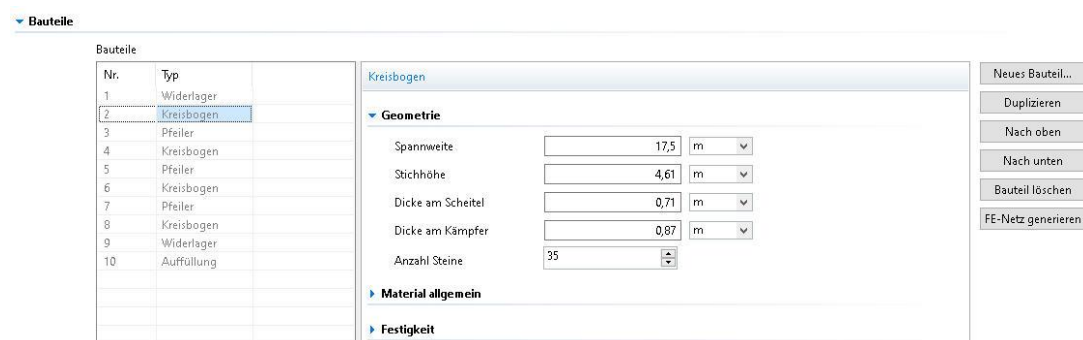 Bauteile
Bauteile
Nr. Typ
1 Widerlager
2 Kreisbogen
3 Pfeiler
4 Kreisbogen
5 Pfeiler
6 Kreisbogen
7 Pfeiler
8 Kreisbogen
9 Widerlager
10 Auffüllung
Kreisbogen
Geometrie
Spannweite 17,5 m
Stichhöhe 4,61 m
Dicke am Scheitel 0,71 m
Dicke am Kämpfer 0,87 m
Anzahl Steine 35
Material allgemein
Festigkeit
Neues Bauteil...
Duplizieren
Nach oben
Nach unten
Bauteil löschen
FE-Netz generieren